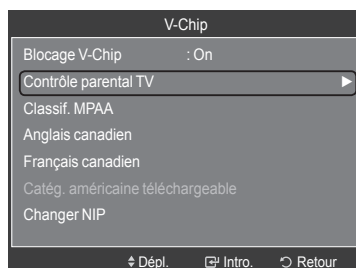 V-Chip
Blocage V-Chip : On
Contrôle parental TV ►
Classif. MPAA
Anglais canadien
Français canadien
Catég. américaine téléchargeable
Changer NIP
Dépl. Intro. Retour